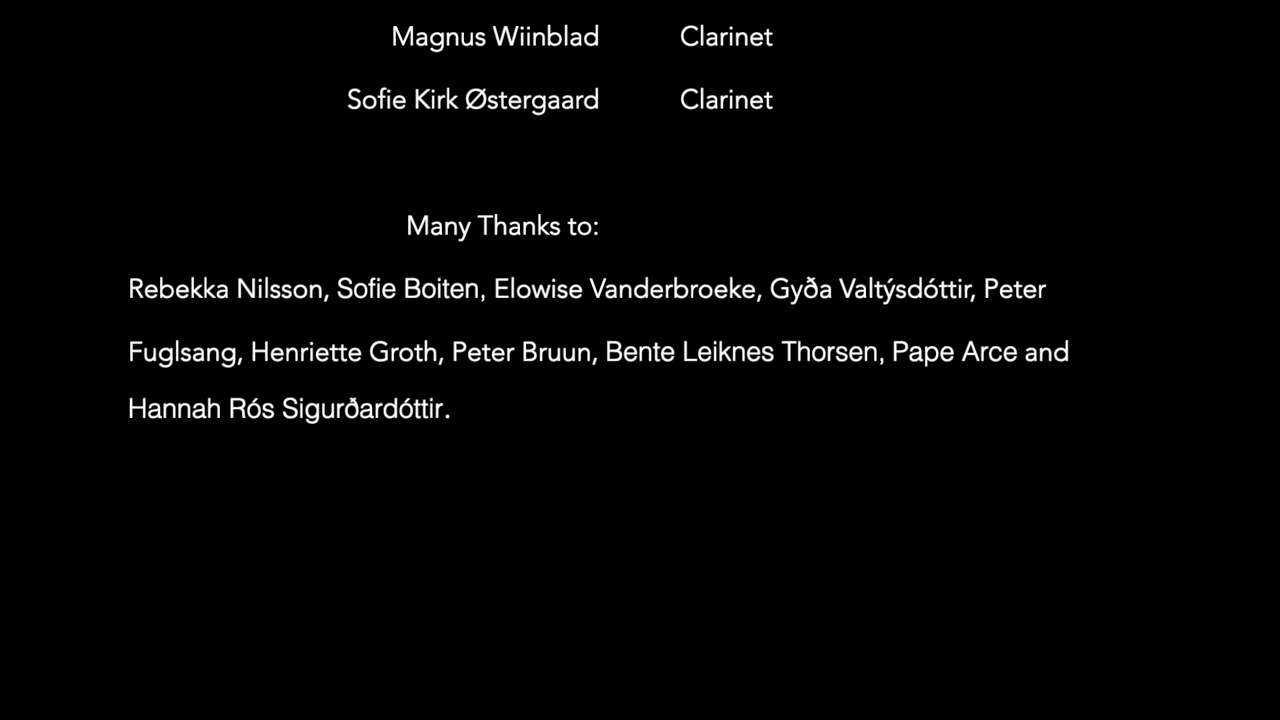 Magnus Wiinblad Clarinet
Sofie Kirk Østergaard Clarinet
Many Thanks to:
Rebekka Nilsson, Sofie Boiten, Elowise Vanderbroeke, Gyða Valtýsdóttir, Peter
Fuglsang, Henriette Groth, Peter Bruun, Bente Leiknes Thorsen, Pape Arce and
Hannah Rós Sigurðardóttir.